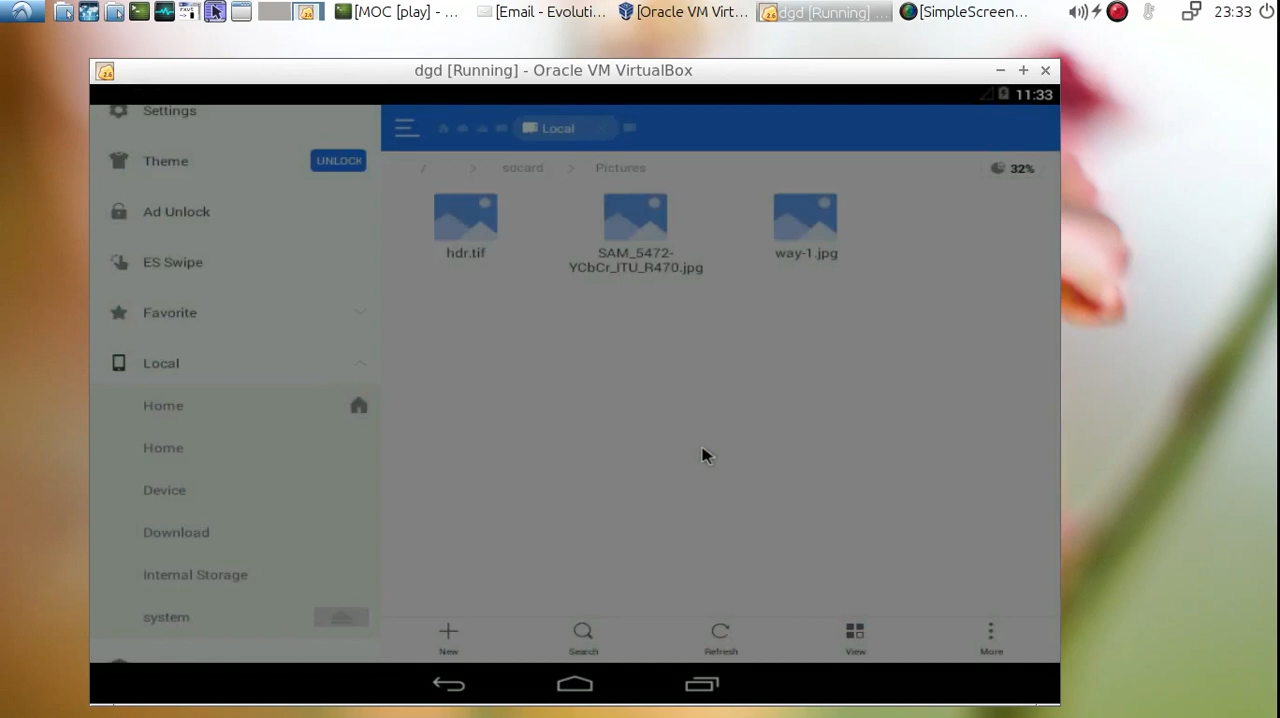 [MOC [play] - ...
[Email - Evoluti...
[Oracle VM Virt...
dgd [Running] ...
[SimpleScreen...
23:33
dgd [Running] - Oracle VM VirtualBox
11:33
Settings
Theme
UNLOCK
Ad Unlock
ES Swipe
Favorite
Local
Home
Home
Device
Download
Internal Storage
system
Local
/ > sdcard > Pictures
32%
hdr.tif
SAM_5472-
YCbCr_ITU_R470.jpg
way-1.jpg
New
Search
Refresh
View
More